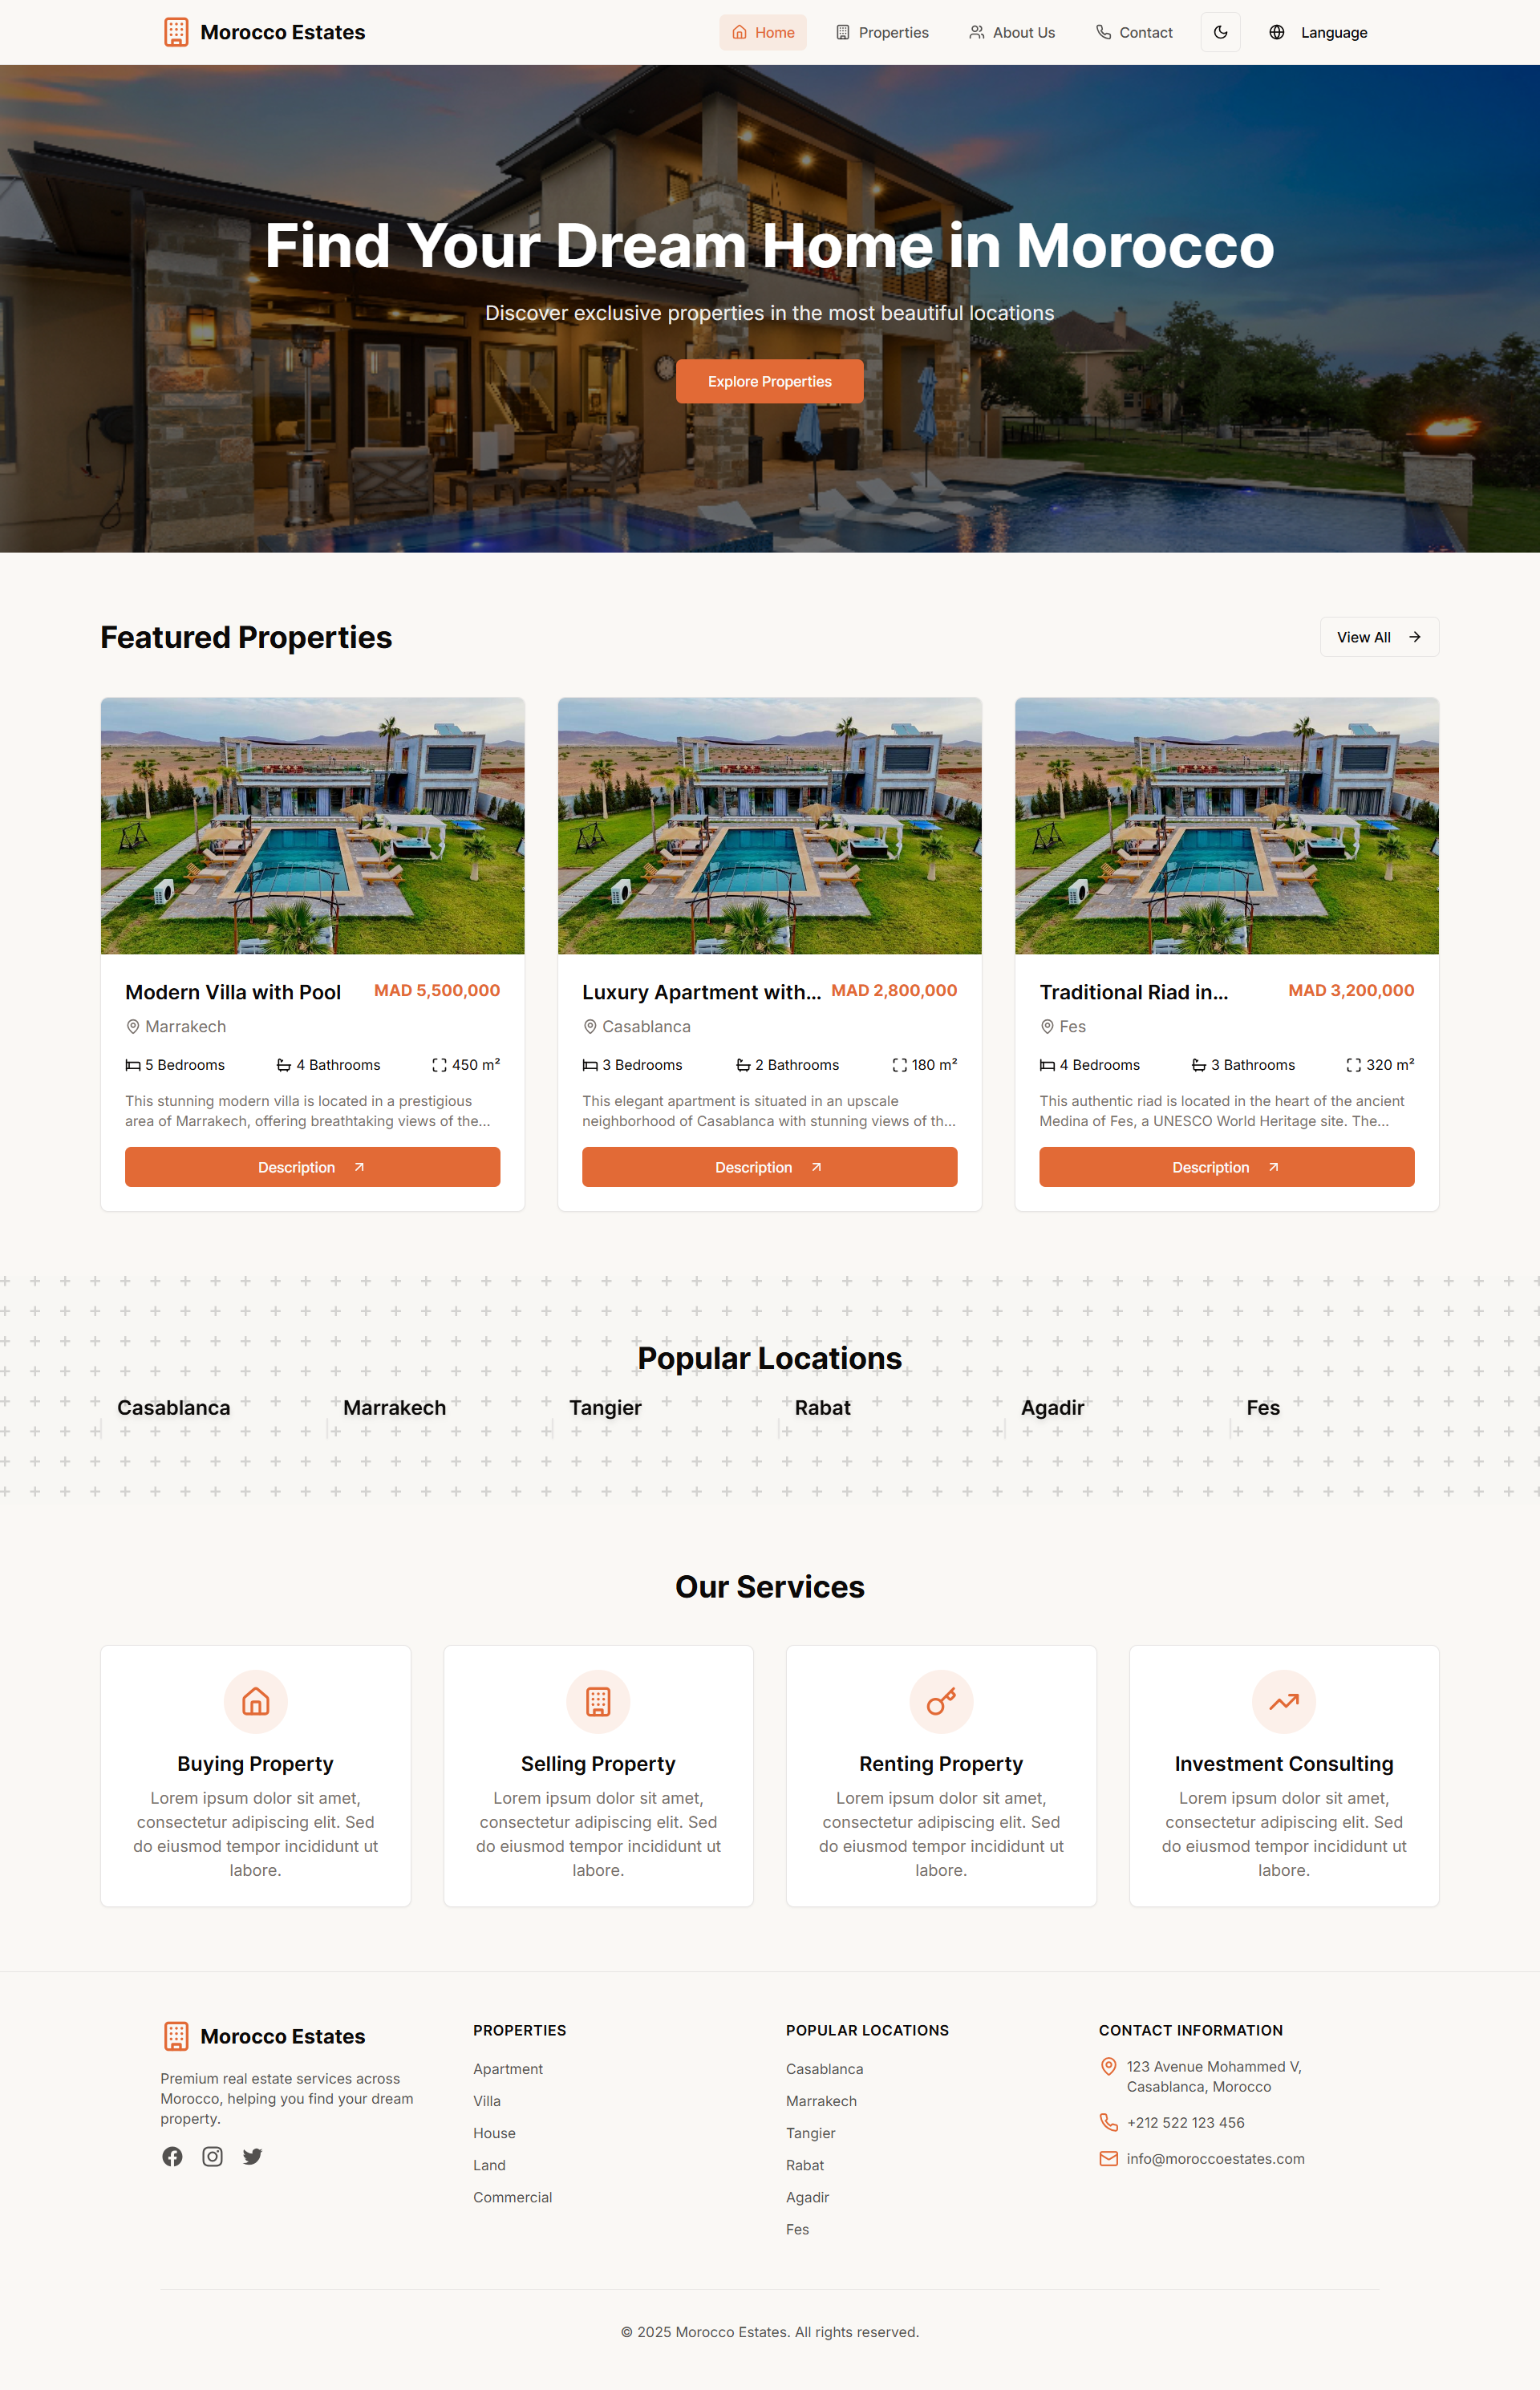 Morocco Estates
Home
Properties
About Us
Contact
Language
Find Your Dream Home in Morocco
Discover exclusive properties in the most beautiful locations
Explore Properties
Featured Properties
View All
Modern Villa with Pool
MAD 5,500,000
Marrakech
5 Bedrooms
4 Bathrooms
450 m²
This stunning modern villa is located in a prestigious
area of Marrakech, offering breathtaking views of the...
Description
Luxury Apartment with...
MAD 2,800,000
Casablanca
3 Bedrooms
2 Bathrooms
180 m²
This elegant apartment is situated in an upscale
neighborhood of Casablanca with stunning views of th...
Description
Traditional Riad in...
MAD 3,200,000
Fes
4 Bedrooms
3 Bathrooms
320 m²
This authentic riad is located in the heart of the ancient
Medina of Fes, a UNESCO World Heritage site. The...
Description
Popular Locations
Casablanca
Marrakech
Tangier
Rabat
Agadir
Fes
Our Services
Buying Property
Lorem ipsum dolor sit amet,
consectetur adipiscing elit. Sed
do eiusmod tempor incididunt ut
labore.
Selling Property
Lorem ipsum dolor sit amet,
consectetur adipiscing elit. Sed
do eiusmod tempor incididunt ut
labore.
Renting Property
Lorem ipsum dolor sit amet,
consectetur adipiscing elit. Sed
do eiusmod tempor incididunt ut
labore.
Investment Consulting
Lorem ipsum dolor sit amet,
consectetur adipiscing elit. Sed
do eiusmod tempor incididunt ut
labore.
Morocco Estates
Premium real estate services across
Morocco, helping you find your dream
property.
PROPERTIES
Apartment
Villa
House
Land
Commercial
POPULAR LOCATIONS
Casablanca
Marrakech
Tangier
Rabat
Agadir
Fes
CONTACT INFORMATION
123 Avenue Mohammed V,
Casablanca, Morocco
+212 522 123 456
info@moroccoestates.com
© 2025 Morocco Estates. All rights reserved.